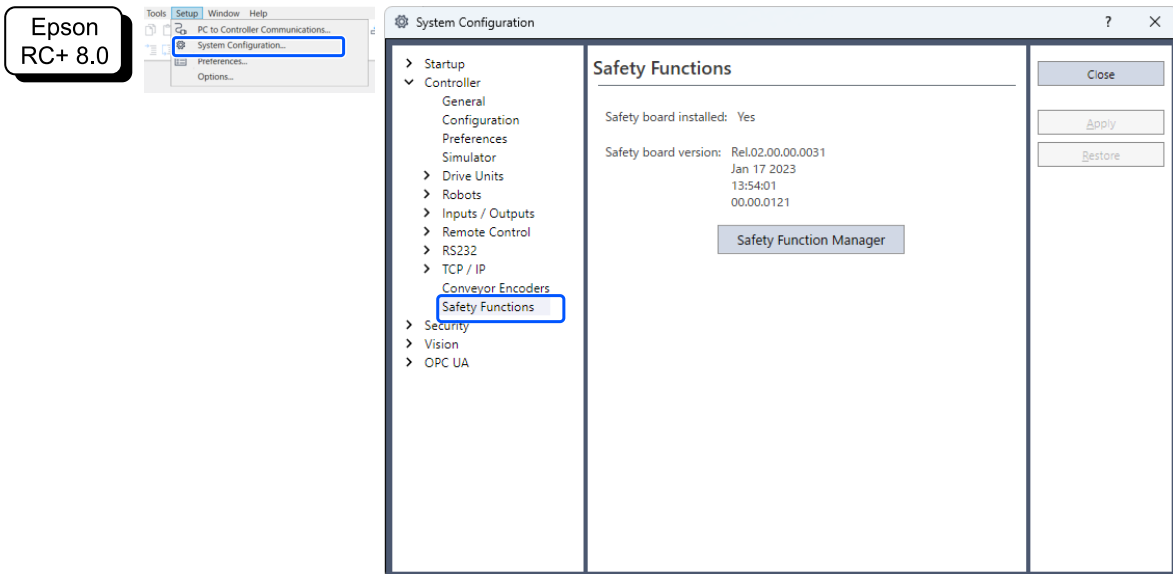 Epson
RC+ 8.0
Tools Setup Window Help
PC to Controller Communications...
System Configuration...
Preferences...
Options...
System Configuration
?
Startup
Controller
General
Configuration
Preferences
Simulator
Drive Units
Robots
Inputs / Outputs
Remote Control
RS232
TCP / IP
Conveyor Encoders
Safety Functions
Security
Vision
OPC UA
Safety Functions
Safety board installed: Yes
Safety board version: Rel.02.00.00.0031
Jan 17 2023
13:54:01
00.00.0121
Safety Function Manager
Close
Apply
Restore